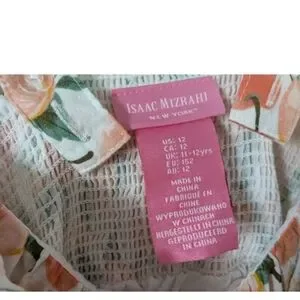 ISAAC MIZRAHI
NEW YORK
US: 12
CA: 12
UK: 11-12yrs
EU: 152
AU: 12
MADE IN
CHINA
FABRIQUÉ EN
CHINE
WYPRODUKOWANO
W CHINACH
HERGESTELLT IN CHINA
GEPRODUCEERD
IN CHINA